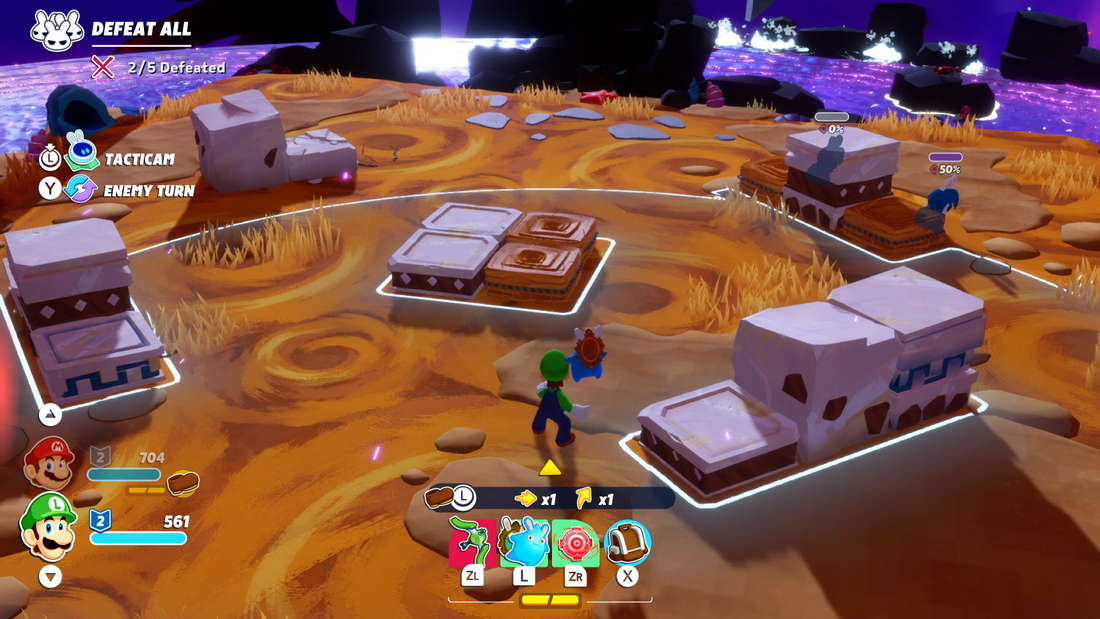 DEFEAT ALL
2/5 Defeated
0%
L TACTICAM
50%
Y ENEMY TURN
M
2 704
L
2 561
L x1 x1
ZL L ZR X